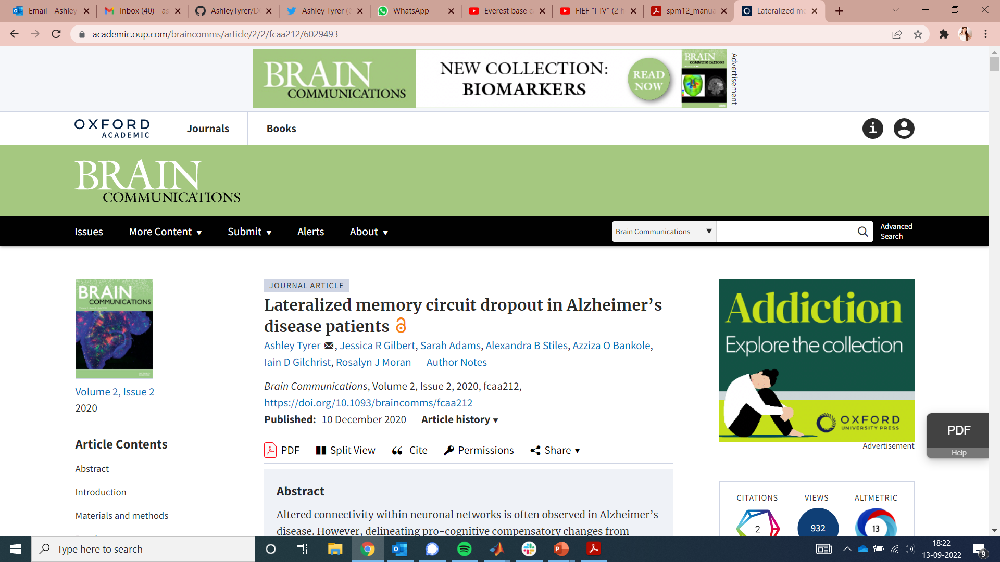 Email - Ashley
Inbox (40) - as
AshleyTyrer/D
Ashley Tyrer (
WhatsApp
Everest base c
FIEF "I-IV" (2 h
spm12_manua
Lateralized me
academic.oup.com/braincomms/article/2/2/fcaa212/6029493
BRAIN
COMMUNICATIONS
NEW COLLECTION:
BIOMARKERS
READ
NOW
BRAIN
COMMUNICATIONS
Advertisement
OXFORD
ACADEMIC
Journals
Books
BRAIN
COMMUNICATIONS
Issues
More Content
Submit
Alerts
About
Brain Communications
Advanced
Search
BRAIN
COMMUNICATIONS
Volume 2, Issue 2
2020
Article Contents
Abstract
Introduction
Materials and methods
JOURNAL ARTICLE
Lateralized memory circuit dropout in Alzheimer’s
disease patients
Ashley Tyrer , Jessica R Gilbert, Sarah Adams, Alexandra B Stiles, Azziza O Bankole,
Iain D Gilchrist, Rosalyn J Moran Author Notes
Brain Communications, Volume 2, Issue 2, 2020, fcaa212,
https://doi.org/10.1093/braincomms/fcaa212
Published: 10 December 2020 Article history
PDF
Split View
Cite
Permissions
Share
Abstract
Altered connectivity within neuronal networks is often observed in Alzheimer’s
disease. However, delineating pro-cognitive compensatory changes from
Addiction
Explore the collection
OXFORD
UNIVERSITY PRESS
Advertisement
PDF
Help
CITATIONS
VIEWS
ALTMETRIC
2
932
13
Type here to search
18:22
13-09-2022
9